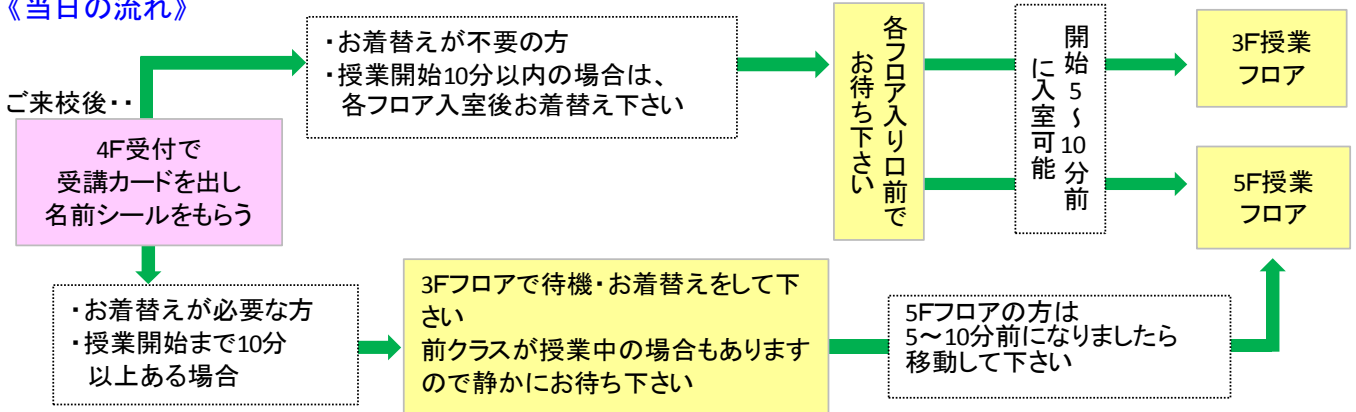 《当日の流れ》
ご来校後・・
4F受付で
受講カードを出し
名前シールをもらう
・お着替えが不要の方
・授業開始10分以内の場合は、
各フロア入室後お着替え下さい
各フロア入り口前で
お待ち下さい
開始5～10分前
に入室可能
3F授業
フロア
5F授業
フロア
・お着替えが必要な方
・授業開始まで10分
以上ある場合
3Fフロアで待機・お着替えをして下
さい
前クラスが授業中の場合もあります
ので静かにお待ち下さい
5Fフロアの方は
5～10分前になりましたら
移動して下さい